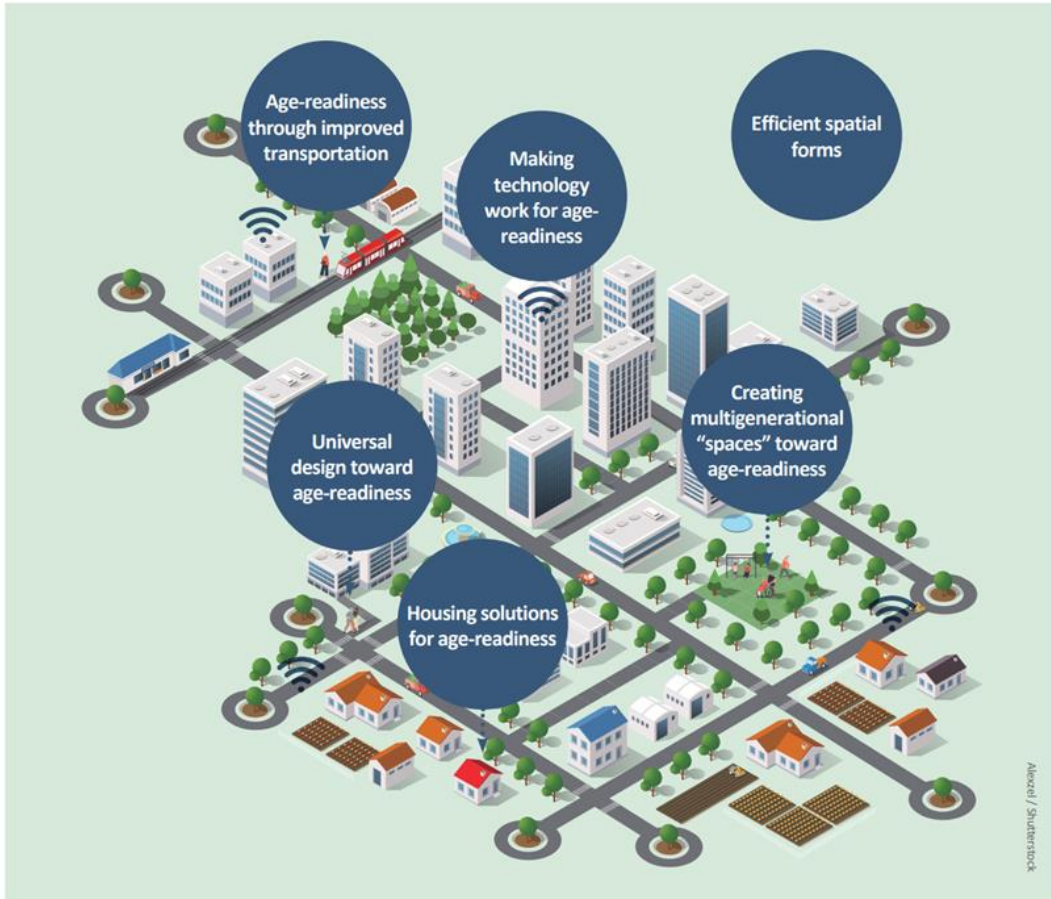 Age-readiness
through improved
transportation
Making
technology
work for age-
readiness
Efficient spatial
forms
Universal
design toward
age-readiness
Creating
multigenerational
“spaces” toward
age-readiness
Housing solutions
for age-readiness
Alexzel / Shutterstock